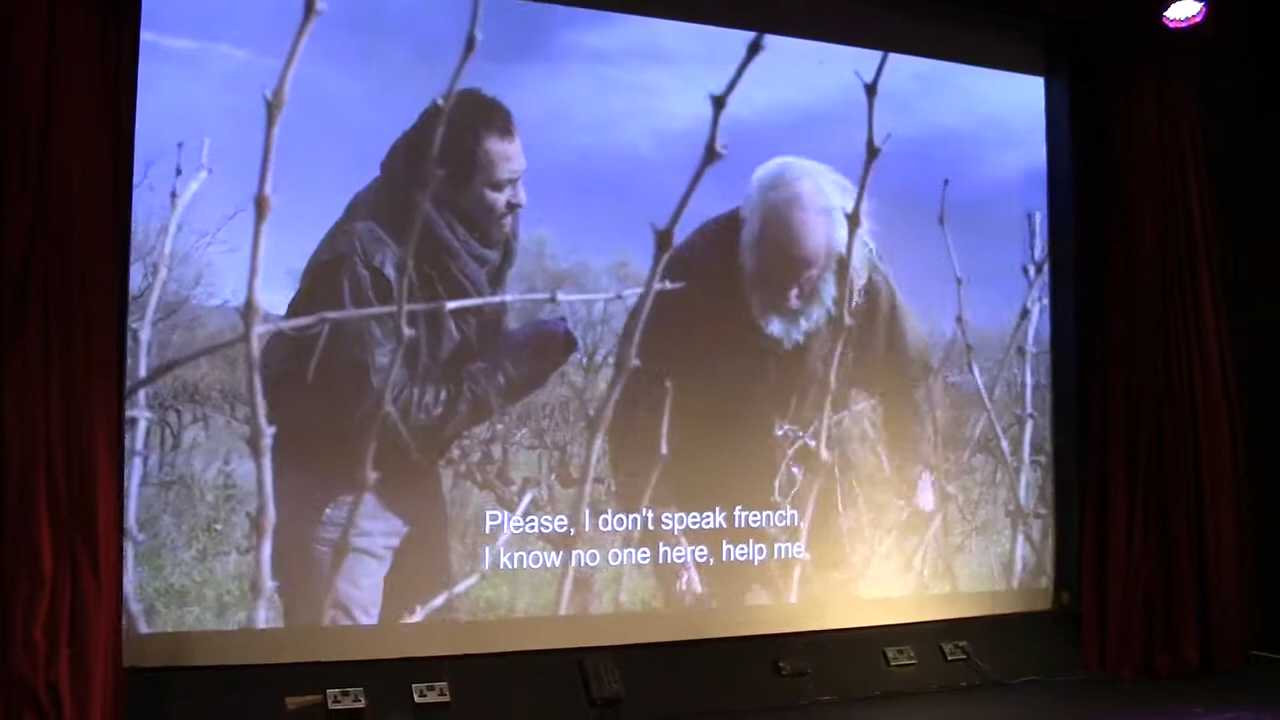 Please, I don't speak french,
I know no one here, help me.